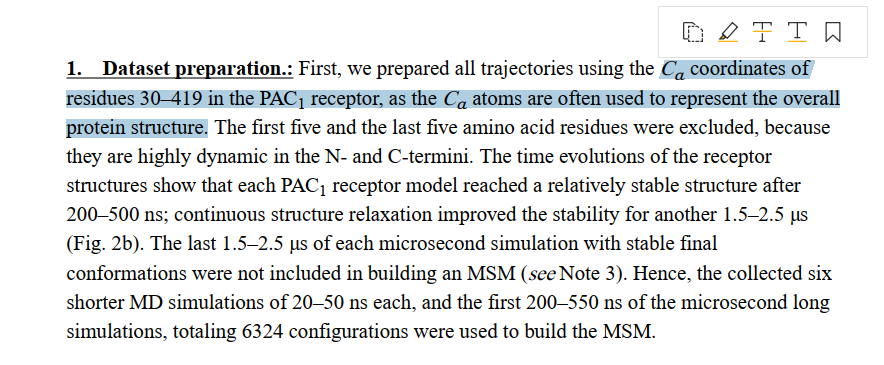 1. Dataset preparation.: First, we prepared all trajectories using the Cα coordinates of
residues 30–419 in the PAC₁ receptor, as the Cα atoms are often used to represent the overall
protein structure. The first five and the last five amino acid residues were excluded, because
they are highly dynamic in the N- and C-termini. The time evolutions of the receptor
structures show that each PAC₁ receptor model reached a relatively stable structure after
200–500 ns; continuous structure relaxation improved the stability for another 1.5–2.5 μs
(Fig. 2b). The last 1.5–2.5 μs of each microsecond simulation with stable final
conformations were not included in building an MSM (see Note 3). Hence, the collected six
shorter MD simulations of 20–50 ns each, and the first 200–550 ns of the microsecond long
simulations, totaling 6324 configurations were used to build the MSM.